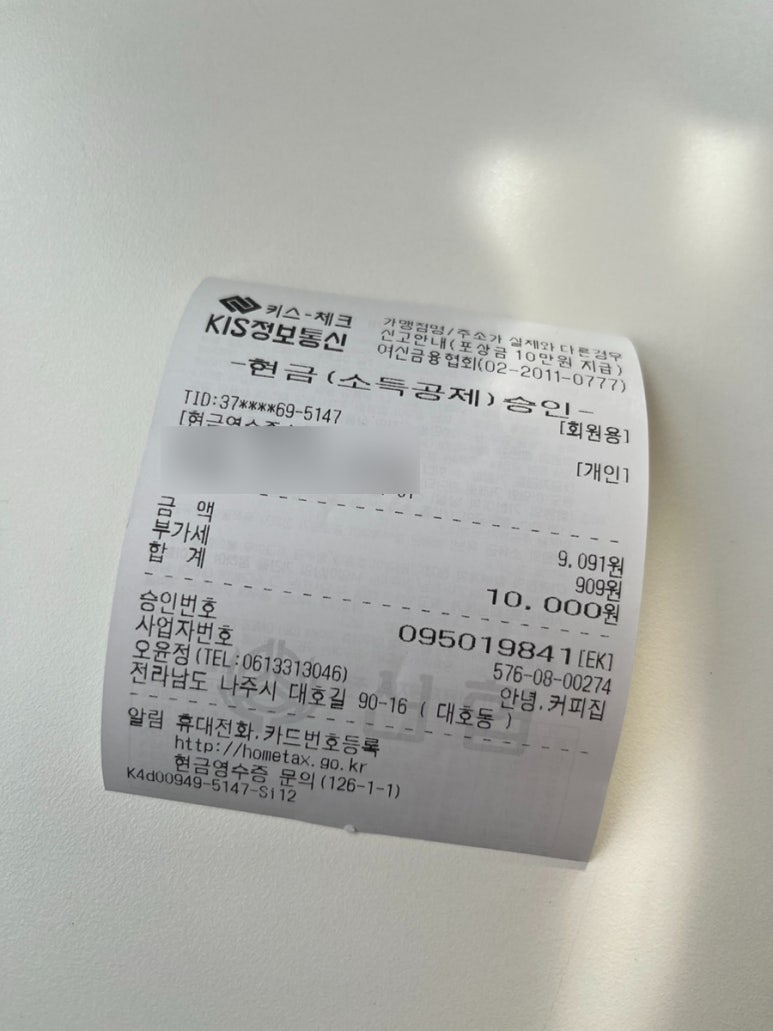 키스-체크
KIS정보통신
가맹점명/주소가 실제와 다른경우
신고안내(포상금 10만원 지급)
여신금융협회(02-2011-0777)
-현금(소득공제)승인-
TID:37****69-5147
[회원용]
[현금영수증
[개인]
금 액 9,091원
부가세 909원
합 계 10,000원
승인번호 095019841[EK]
사업자번호 576-08-00274
오윤정(TEL:0613313046) 안녕,커피집
전라남도 나주시 대호길 90-16 ( 대호동 )
알림 휴대전화,카드번호등록
http://hometax.go.kr
현금영수증 문의(126-1-1)
K4d00949-5147-Si12
신협